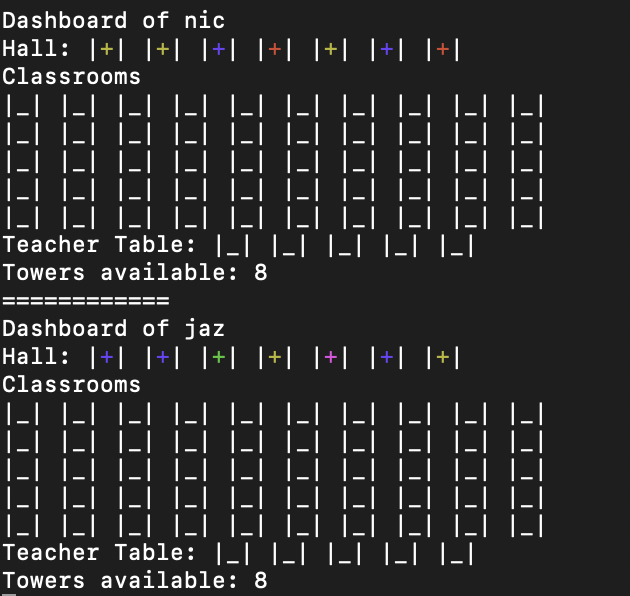 Dashboard of nic
Hall: |+| |+| |+| |+| |+| |+| |+|
Classrooms
|_| |_| |_| |_| |_| |_| |_| |_| |_| |_|
|_| |_| |_| |_| |_| |_| |_| |_| |_| |_|
|_| |_| |_| |_| |_| |_| |_| |_| |_| |_|
|_| |_| |_| |_| |_| |_| |_| |_| |_| |_|
|_| |_| |_| |_| |_| |_| |_| |_| |_| |_|
Teacher Table: |_| |_| |_| |_| |_|
Towers available: 8
============
Dashboard of jaz
Hall: |+| |+| |+| |+| |+| |+| |+|
Classrooms
|_| |_| |_| |_| |_| |_| |_| |_| |_| |_|
|_| |_| |_| |_| |_| |_| |_| |_| |_| |_|
|_| |_| |_| |_| |_| |_| |_| |_| |_| |_|
|_| |_| |_| |_| |_| |_| |_| |_| |_| |_|
|_| |_| |_| |_| |_| |_| |_| |_| |_| |_|
Teacher Table: |_| |_| |_| |_| |_|
Towers available: 8